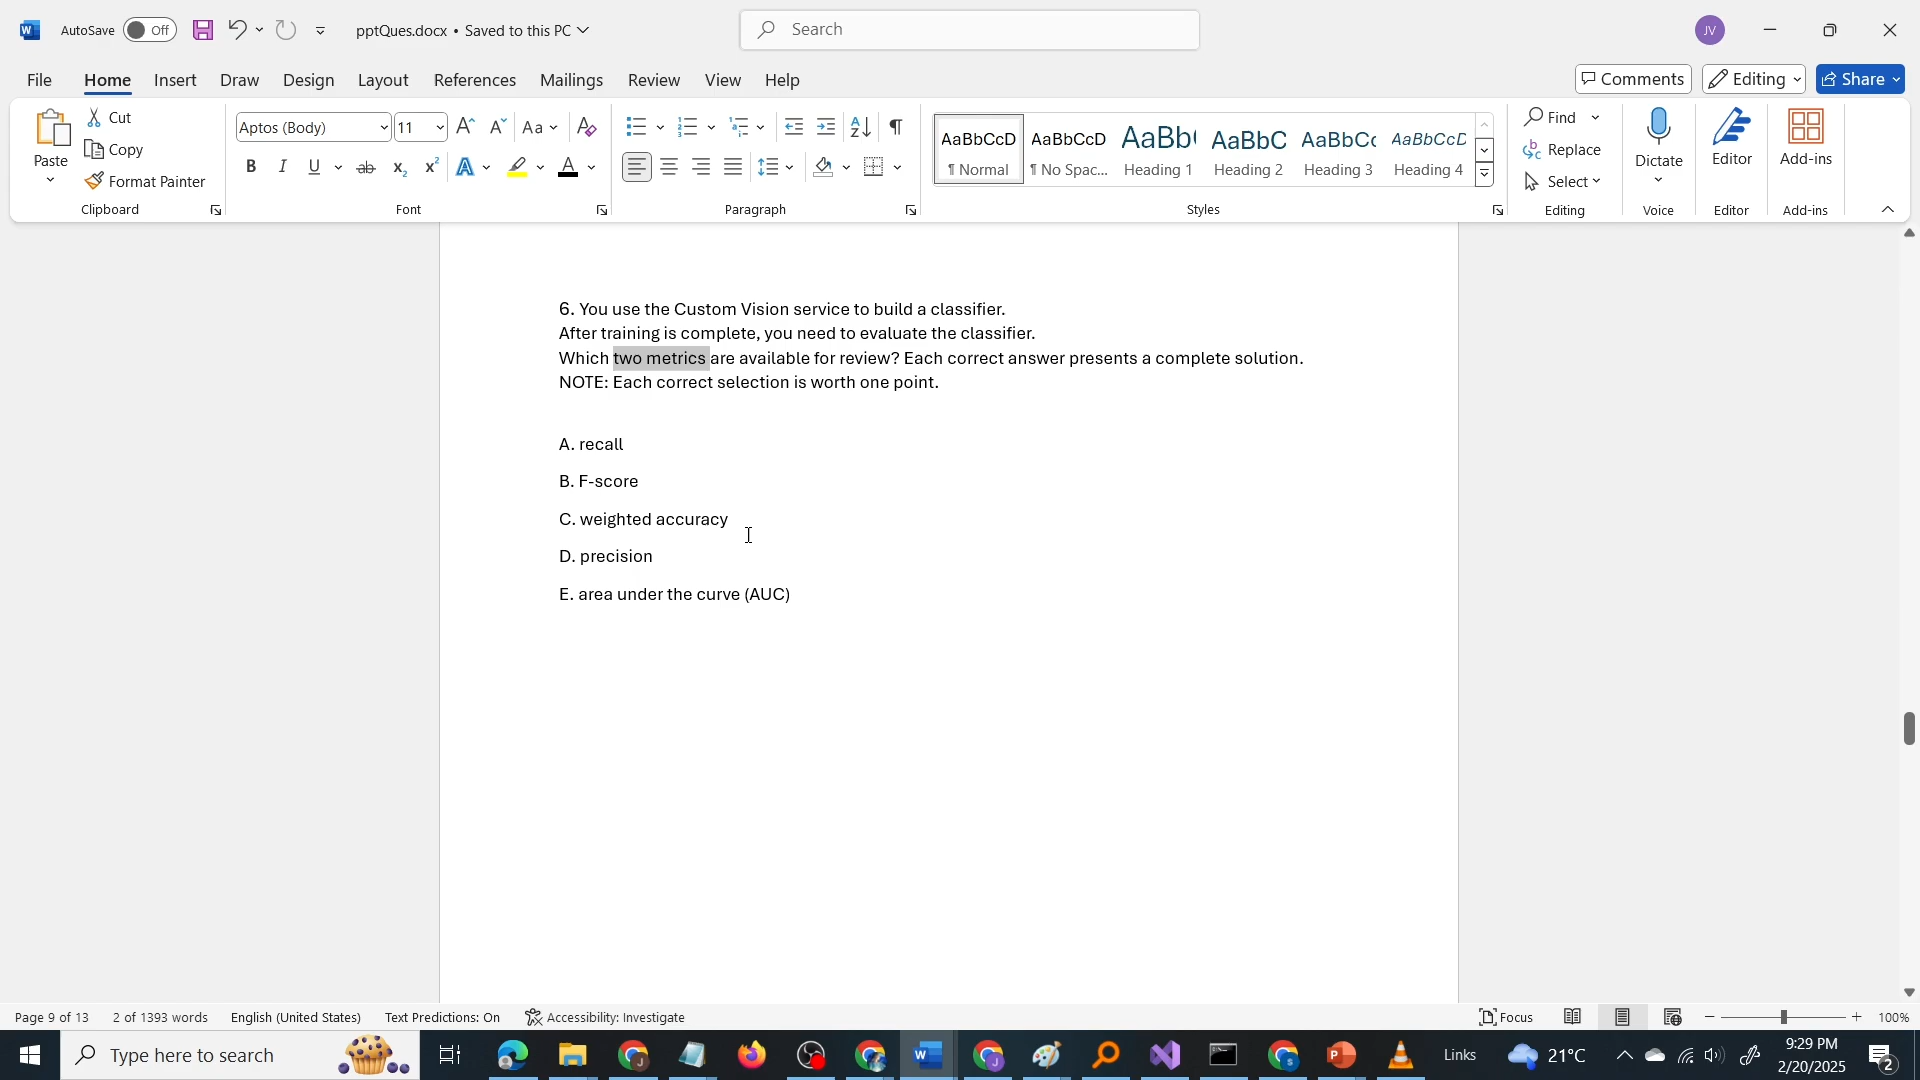 AutoSave Off pptQues.docx • Saved to this PC Search JV
File Home Insert Draw Design Layout References Mailings Review View Help Comments Editing Share
Paste Cut Copy Format Painter Clipboard
Aptos (Body) 11 Aa Font
Paragraph
AaBbCcD AaBbCcD AaBb( AaBbC AaBbCc AaBbCcD
¶ Normal ¶ No Spac... Heading 1 Heading 2 Heading 3 Heading 4
Styles
Find Replace Select Editing
Dictate Voice
Editor Editor
Add-ins Add-ins
6. You use the Custom Vision service to build a classifier.
After training is complete, you need to evaluate the classifier.
Which two metrics are available for review? Each correct answer presents a complete solution.
NOTE: Each correct selection is worth one point.
A. recall
B. F-score
C. weighted accuracy
D. precision
E. area under the curve (AUC)
Page 9 of 13 2 of 1393 words English (United States) Text Predictions: On Accessibility: Investigate Focus 100%
Type here to search Links 21°C 9:29 PM
2/20/2025 2